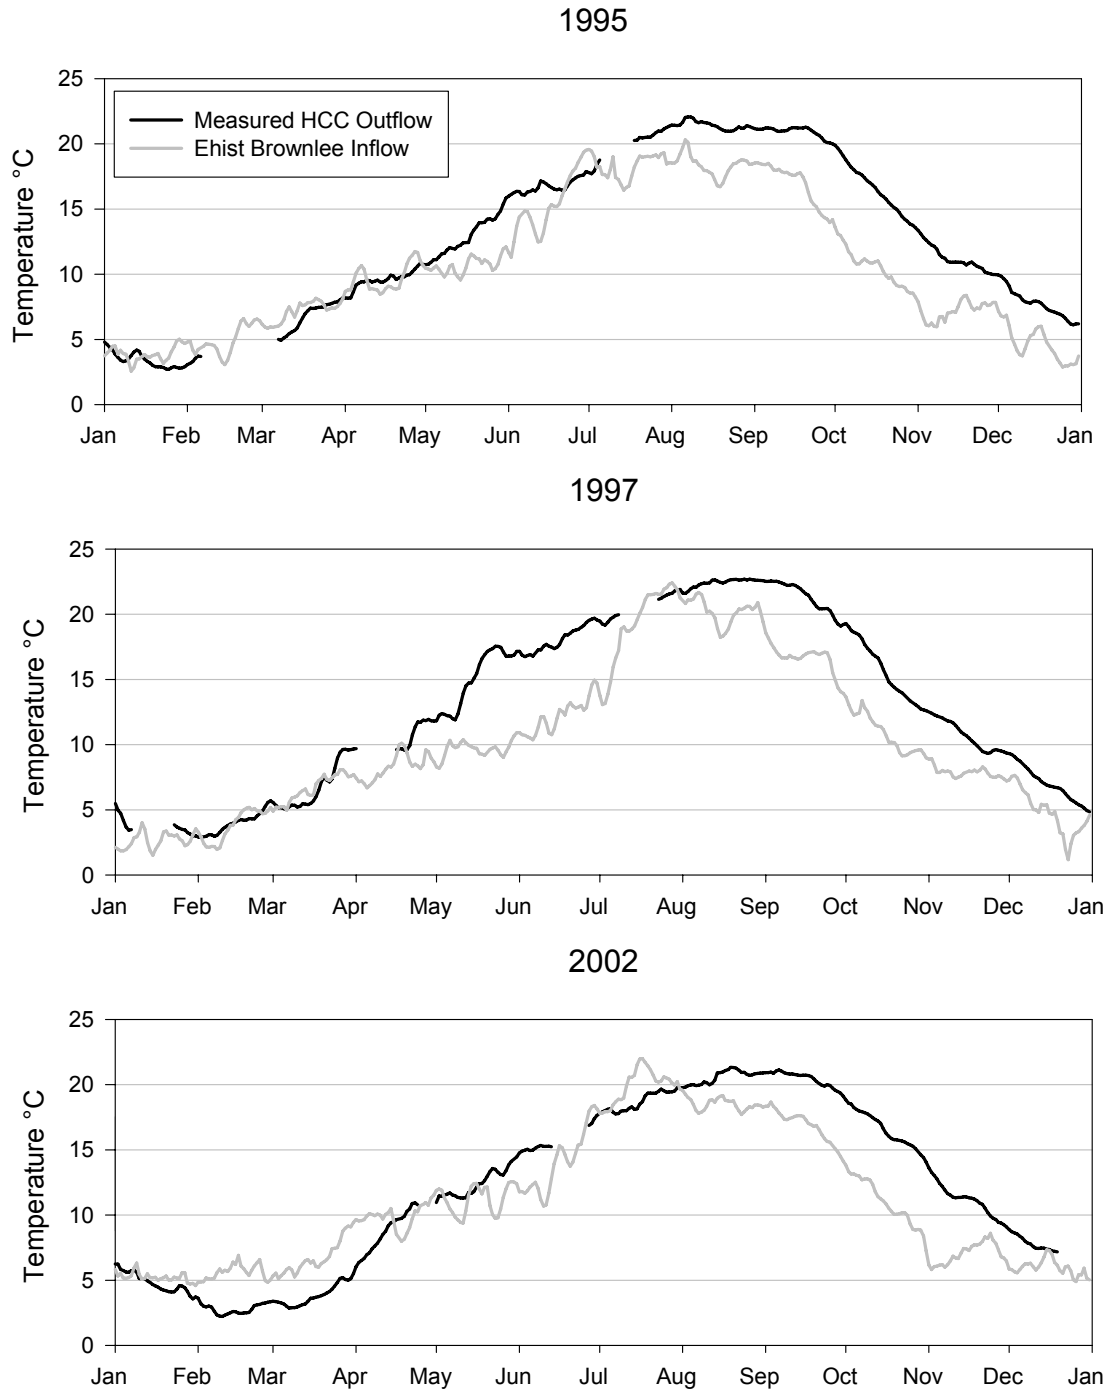 1995
25
20
15
10
5
0
Temperature °C
Measured HCC Outflow
Ehist Brownlee Inflow
Jan Feb Mar Apr May Jun Jul Aug Sep Oct Nov Dec Jan
1997
25
20
15
10
5
0
Temperature °C
Jan Feb Mar Apr May Jun Jul Aug Sep Oct Nov Dec Jan
2002
25
20
15
10
5
0
Temperature °C
Jan Feb Mar Apr May Jun Jul Aug Sep Oct Nov Dec Jan